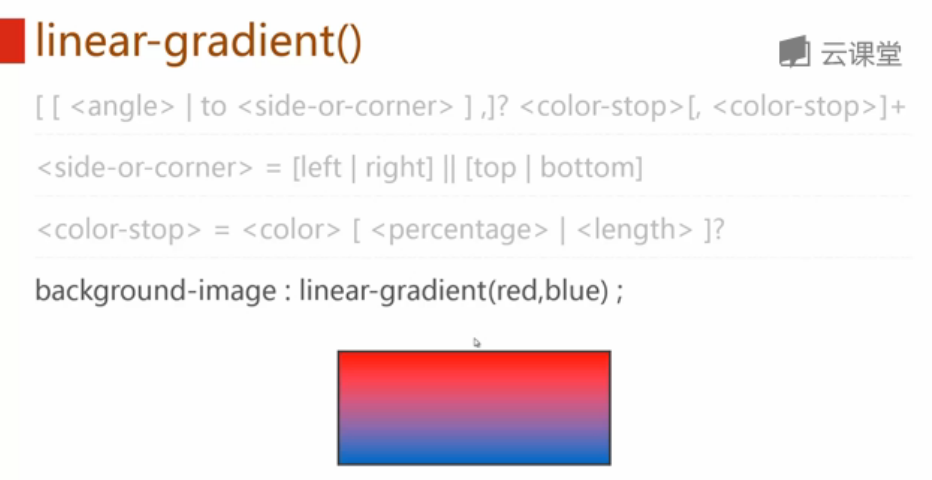 linear-gradient()
云课堂
[ [ <angle> | to <side-or-corner> ] ,]? <color-stop>[, <color-stop>]+
<side-or-corner> = [left | right] || [top | bottom]
<color-stop> = <color> [ <percentage> | <length> ]?
background-image : linear-gradient(red,blue) ;